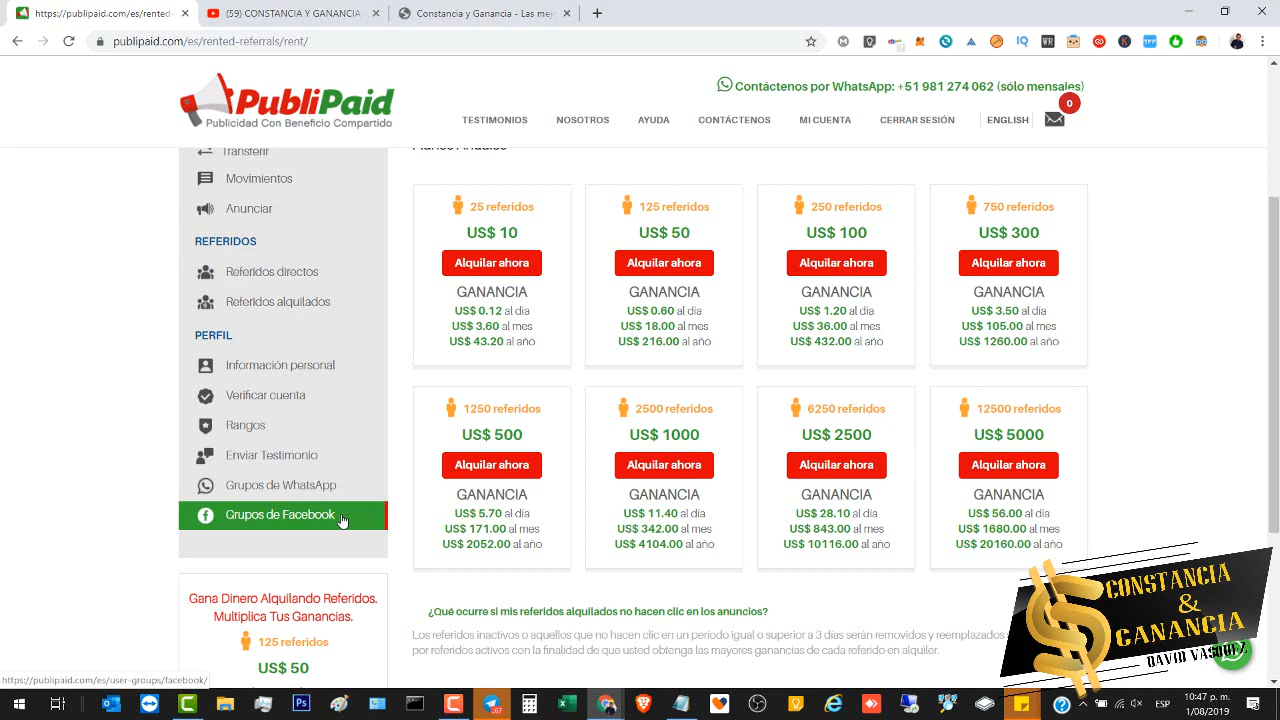 https://publipaid.com/es/rented-
Constancia y PAID
Constancia y Ganancia - Las mejo
publipaid.com/es/rented-referrals/rent/
PubliPaid
Publicidad Con Beneficio Compartido
Contáctenos por WhatsApp: +51 981 274 062 (sólo mensajes)
0
TESTIMONIOS NOSOTROS AYUDA CONTÁCTENOS MI CUENTA CERRAR SESIÓN ENGLISH
Transferir
Movimientos
Anunciar
REFERIDOS
Referidos directos
Referidos alquilados
PERFIL
Información personal
Verificar cuenta
Rangos
Enviar Testimonio
Grupos de WhatsApp
Grupos de Facebook
Gana Dinero Alquilando Referidos.
Multiplica Tus Ganancias.
125 referidos
US$ 50
Planes Anuales
25 referidos
US$ 10
Alquilar ahora
GANANCIA
US$ 0.12 al día
US$ 3.60 al mes
US$ 43.20 al año
125 referidos
US$ 50
Alquilar ahora
GANANCIA
US$ 0.60 al día
US$ 18.00 al mes
US$ 216.00 al año
250 referidos
US$ 100
Alquilar ahora
GANANCIA
US$ 1.20 al día
US$ 36.00 al mes
US$ 432.00 al año
750 referidos
US$ 300
Alquilar ahora
GANANCIA
US$ 3.50 al día
US$ 105.00 al mes
US$ 1260.00 al año
1250 referidos
US$ 500
Alquilar ahora
GANANCIA
US$ 5.70 al día
US$ 171.00 al mes
US$ 2052.00 al año
2500 referidos
US$ 1000
Alquilar ahora
GANANCIA
US$ 11.40 al día
US$ 342.00 al mes
US$ 4104.00 al año
6250 referidos
US$ 2500
Alquilar ahora
GANANCIA
US$ 28.10 al día
US$ 843.00 al mes
US$ 10116.00 al año
12500 referidos
US$ 5000
Alquilar ahora
GANANCIA
US$ 56.00 al día
US$ 1680.00 al mes
US$ 20160.00 al año
¿Qué ocurre si mis referidos alquilados no hacen clic en los anuncios?
Los referidos inactivos o aquellos que no hacen clic en un período igual o superior a 3 días serán removidos y reemplazados
por referidos activos con la finalidad de que usted obtenga las mayores ganancias de cada referido en alquiler.
CONSTANCIA
&
GANANCIA
DAVID VASQUEZ
https://publipaid.com/es/user-groups/facebook/
67
ESP
10:47 p. m.
1/08/2019